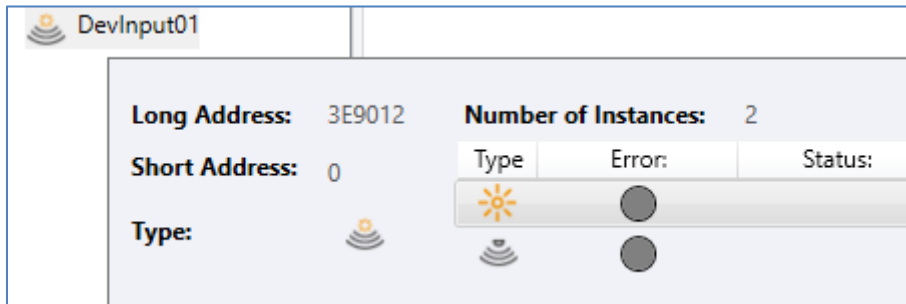 DevInput01
Long Address: 3E9012 Number of Instances: 2
Type Error: Status:
Short Address: 0
Type: